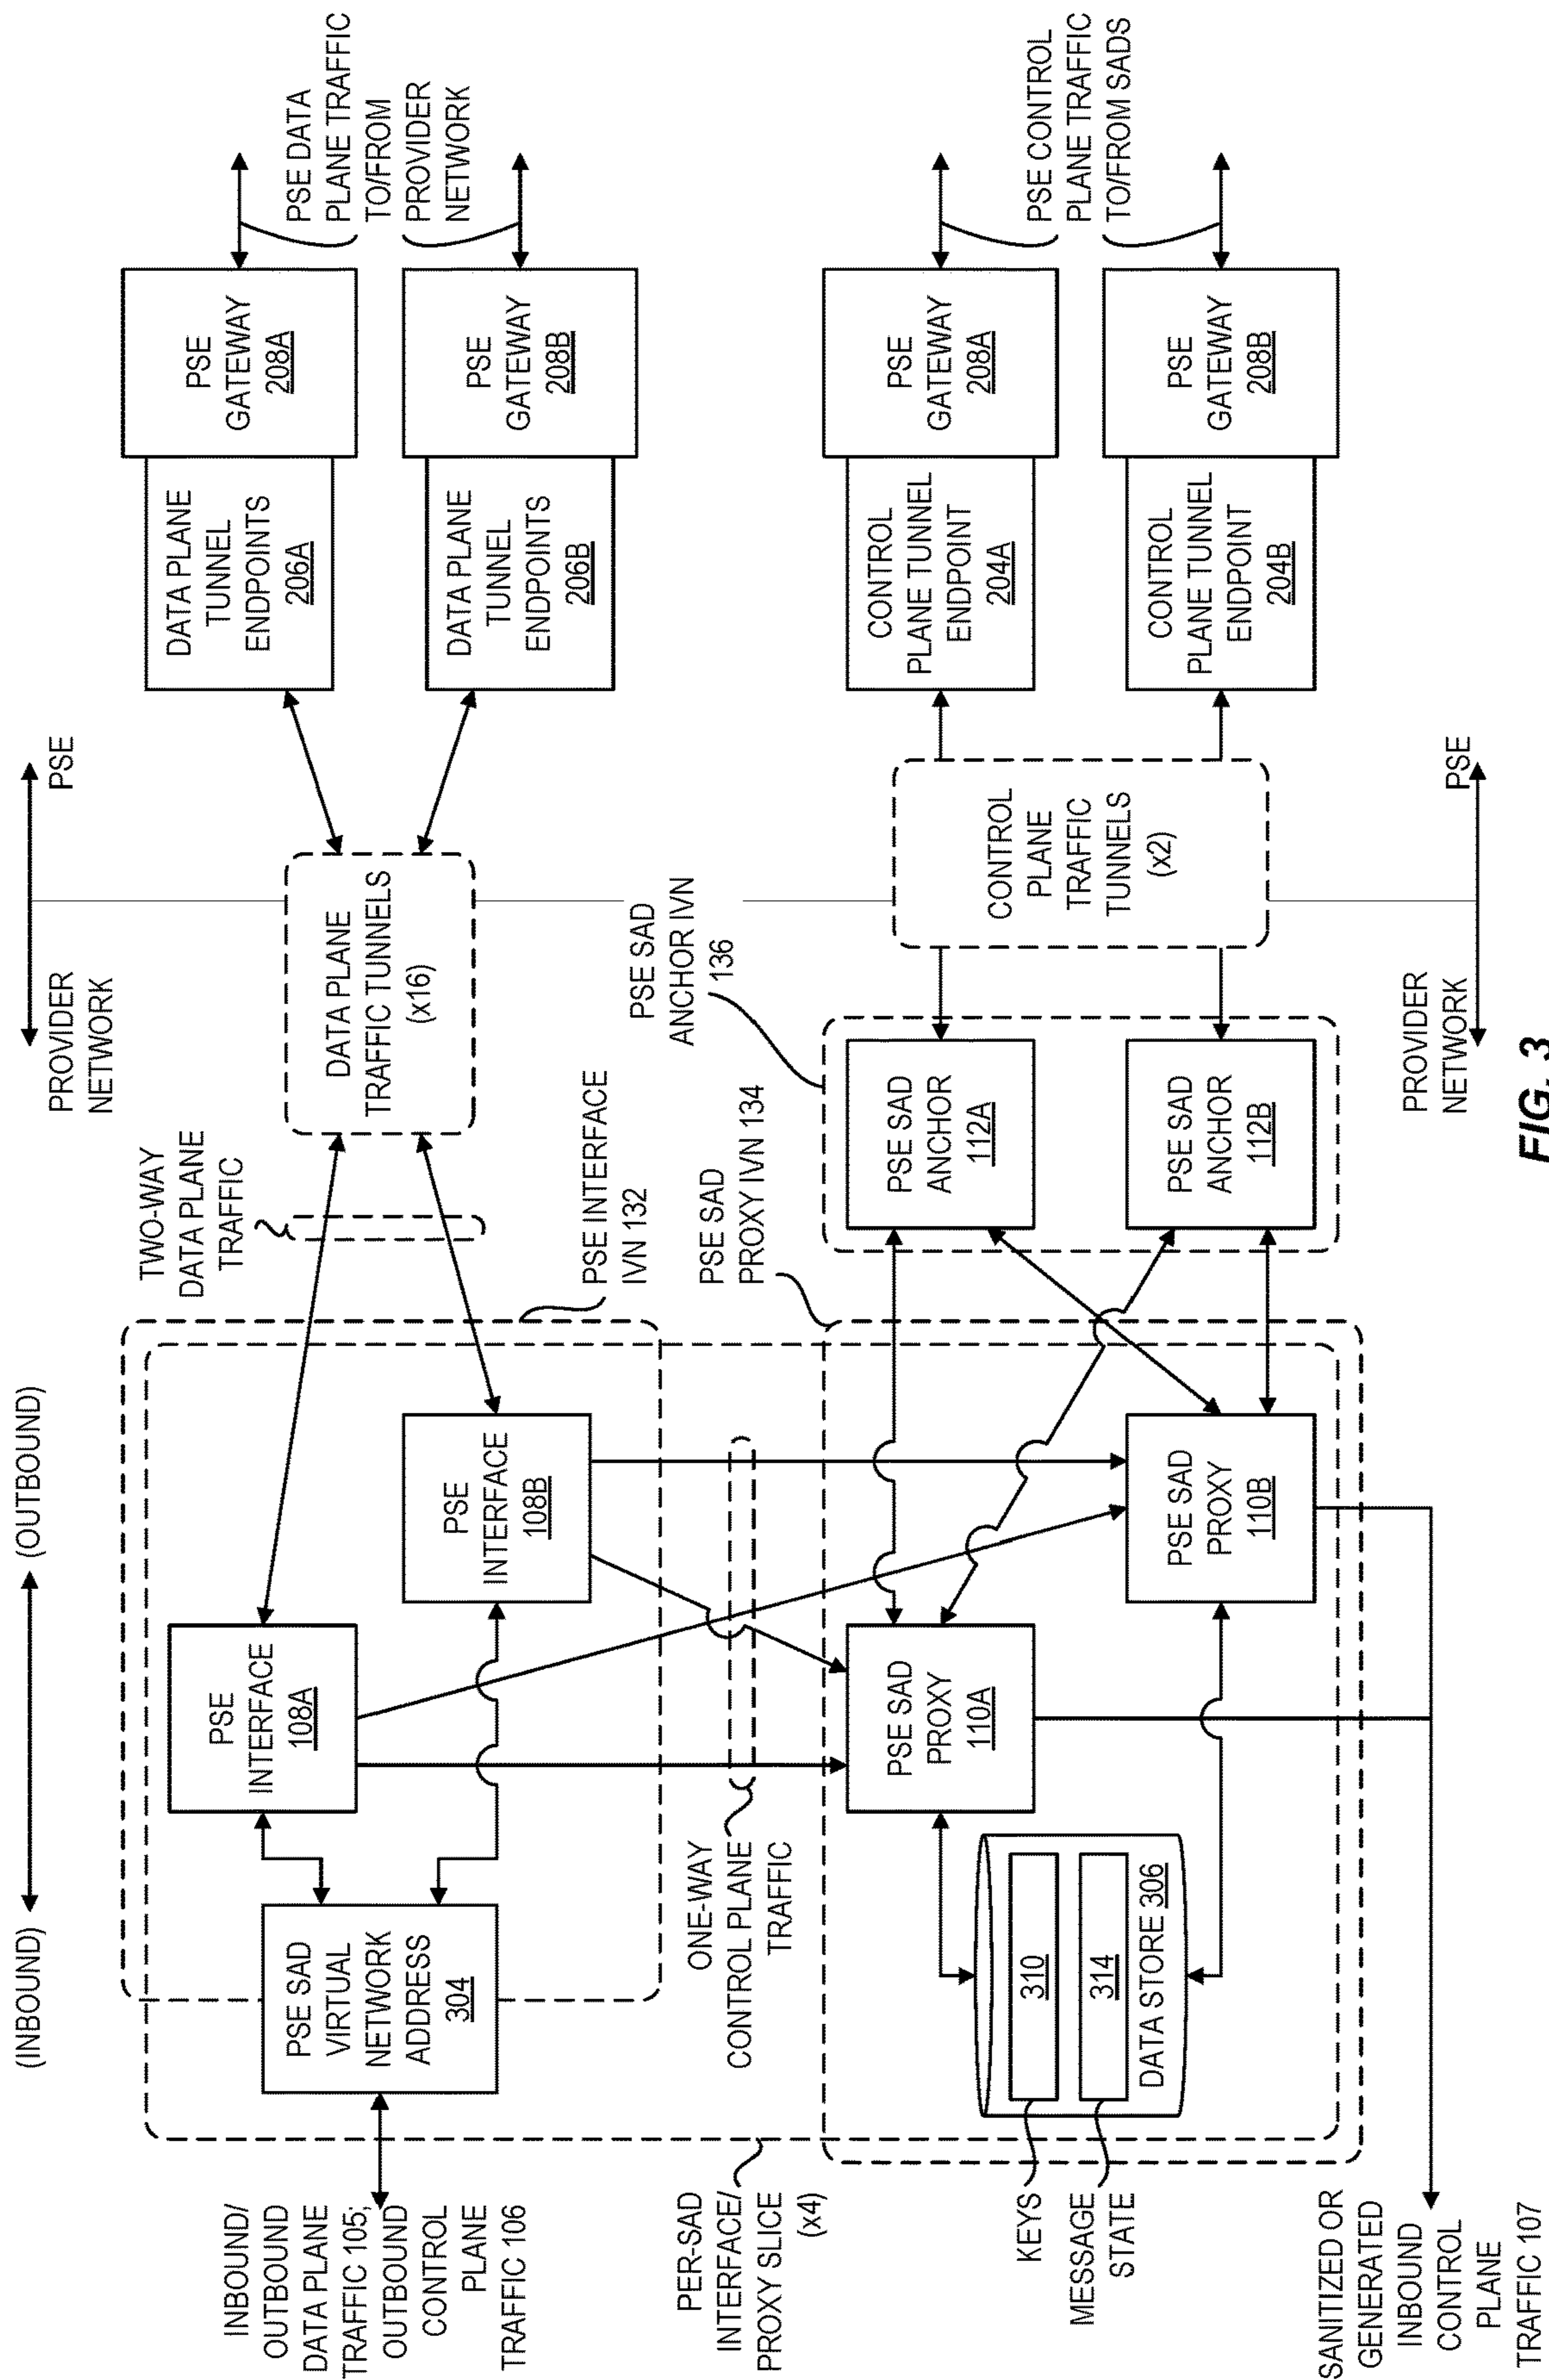 (INBOUND)
(OUTBOUND)
PROVIDER
NETWORK
PSE
INBOUND/
OUTBOUND
DATA PLANE
TRAFFIC 105;
OUTBOUND
CONTROL
PLANE
TRAFFIC 106
PSE SAD
VIRTUAL
NETWORK
ADDRESS
304
PSE
INTERFACE
108A
PSE
INTERFACE
108B
TWO-WAY
DATA PLANE
TRAFFIC
PSE INTERFACE
IVN 132
DATA PLANE
TRAFFIC TUNNELS
(x16)
DATA PLANE
TUNNEL
ENDPOINTS
206A
PSE
GATEWAY
208A
DATA PLANE
TUNNEL
ENDPOINTS
206B
PSE
GATEWAY
208B
PSE DATA
PLANE TRAFFIC
TO/FROM
PROVIDER
NETWORK
PER-SAD
INTERFACE/
PROXY SLICE
(x4)
ONE-WAY
CONTROL PLANE
TRAFFIC
PSE SAD
PROXY IVN 134
PSE SAD
ANCHOR IVN
136
KEYS
310
MESSAGE
STATE
314
DATA STORE 306
PSE SAD
PROXY
110A
PSE SAD
PROXY
110B
PSE SAD
ANCHOR
112A
PSE SAD
ANCHOR
112B
CONTROL
PLANE
TRAFFIC
TUNNELS
(x2)
CONTROL
PLANE TUNNEL
ENDPOINT
204A
PSE
GATEWAY
208A
CONTROL
PLANE TUNNEL
ENDPOINT
204B
PSE
GATEWAY
208B
PSE CONTROL
PLANE TRAFFIC
TO/FROM SADS
SANITIZED OR
GENERATED
INBOUND
CONTROL
PLANE
TRAFFIC 107
PROVIDER
NETWORK
PSE
FIG. 3